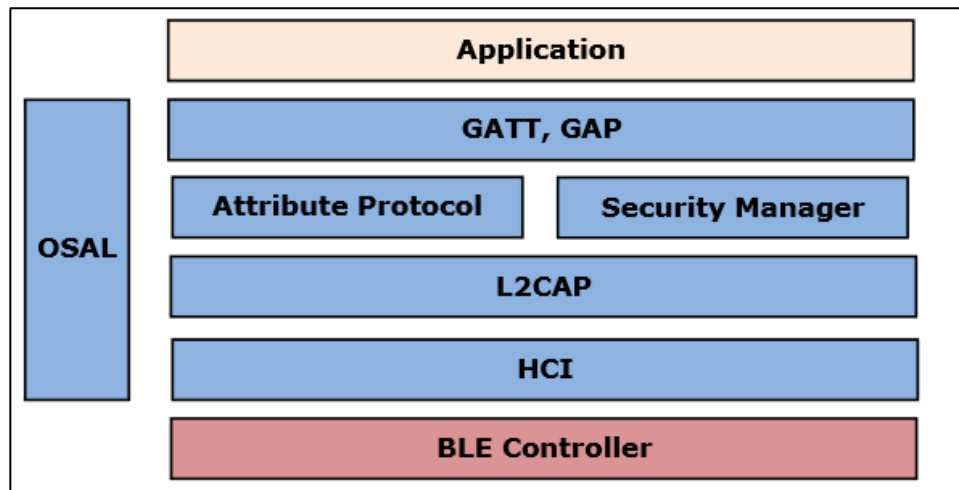 Application
GATT, GAP
Attribute Protocol
Security Manager
OSAL
L2CAP
HCI
BLE Controller